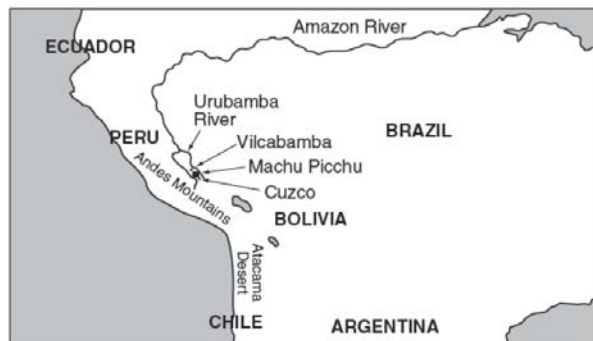 Amazon River
ECUADOR
Urubamba
River
BRAZIL
PERU
Vilcabamba
Machu Picchu
Andes Mountains
Cuzco
BOLIVIA
Atacama
Desert
CHILE
ARGENTINA